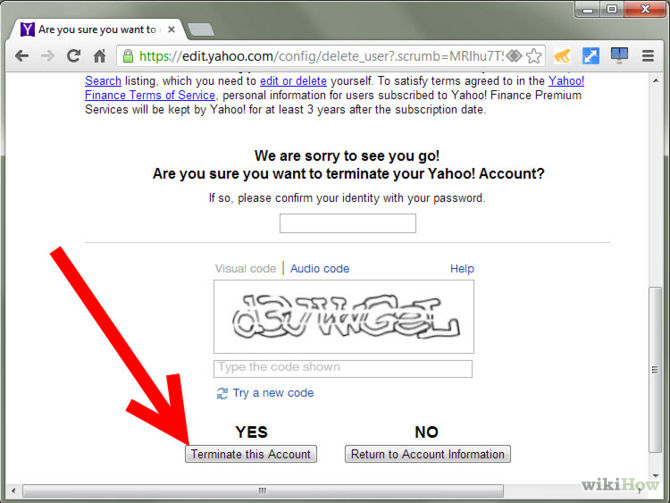 Are you sure you want to
https://edit.yahoo.com/config/delete_user?.scrumb=MRIhu7TS
Search listing, which you need to edit or delete yourself. To satisfy terms agreed to in the Yahoo!
Finance Terms of Service, personal information for users subscribed to Yahoo! Finance Premium
Services will be kept by Yahoo! for at least 3 years after the subscription date.
We are sorry to see you go!
Are you sure you want to terminate your Yahoo! Account?
If so, please confirm your identity with your password.
Visual code | Audio code Help
Type the code shown
Try a new code
YES NO
Terminate this Account Return to Account Information
wikiHow